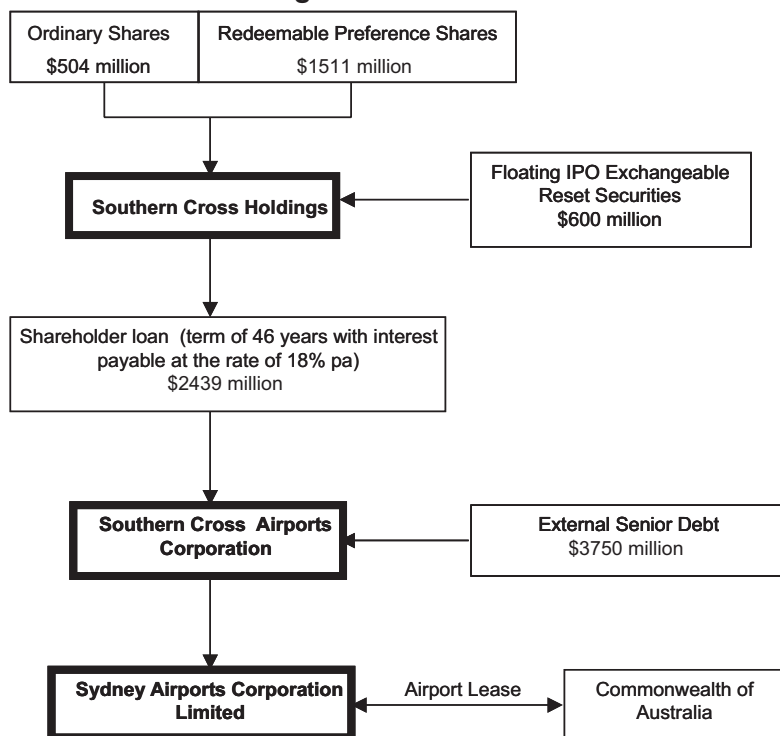 Ordinary Shares
$504 million
Redeemable Preference Shares
$1511 million
Southern Cross Holdings
Floating IPO Exchangeable
Reset Securities
$600 million
Shareholder loan (term of 46 years with interest
payable at the rate of 18% pa)
$2439 million
Southern Cross Airports
Corporation
External Senior Debt
$3750 million
Sydney Airports Corporation
Limited
Airport Lease
Commonwealth of
Australia